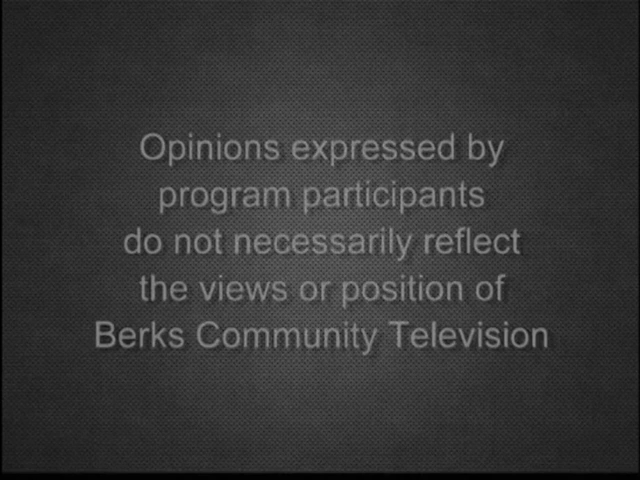 Opinions expressed by
program participants
do not necessarily reflect
the views or position of
Berks Community Television